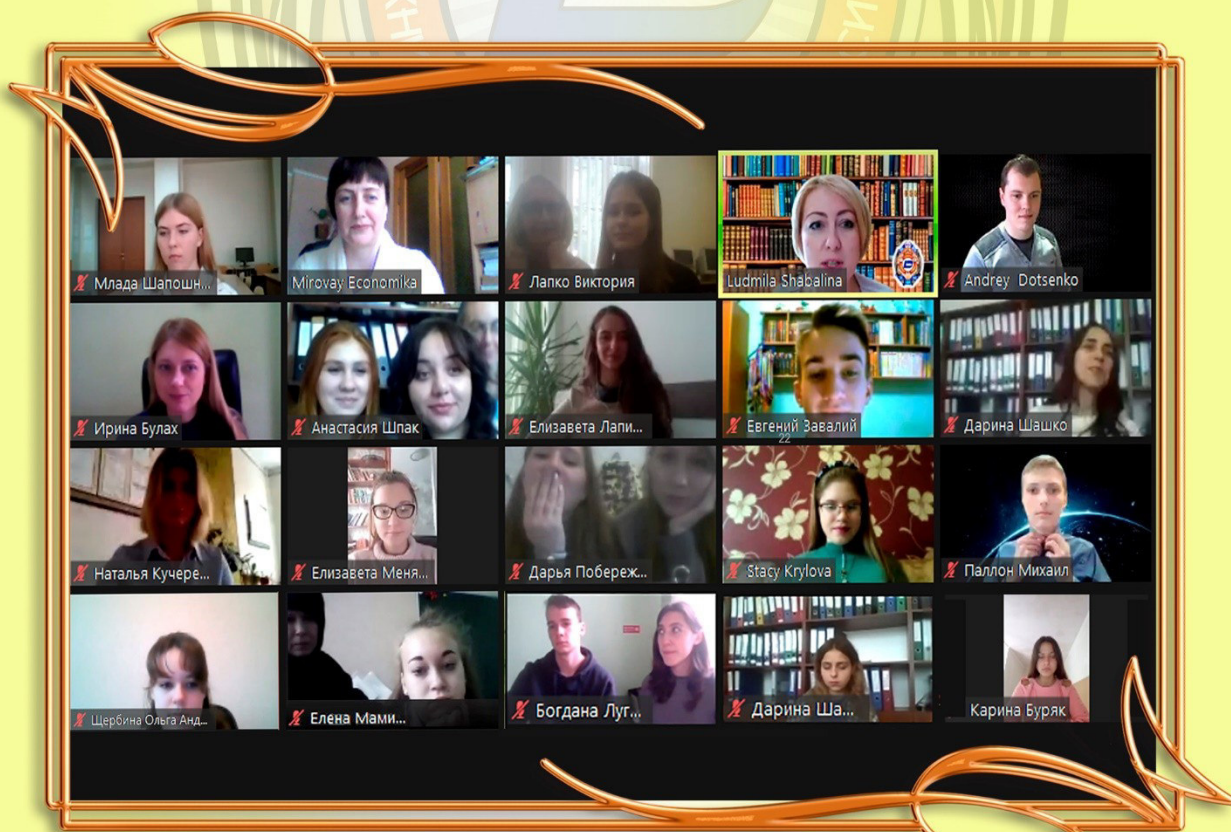 Млада Шапошн...
Mirovay Economika
Лапко Виктория
Ludmila Shabalina
Andrey Dotsenko
Ирина Булах
Анастасия Шпак
Елизавета Лапи...
Евгений Завалий
22
Дарина Шашко
Наталья Кучере...
Елизавета Меня...
Дарья Побереж...
Stacy Krylova
Паллон Михаил
Щербина Ольга Анд...
Елена Мами...
Богдана Луг...
Дарина Ша...
Карина Буряк